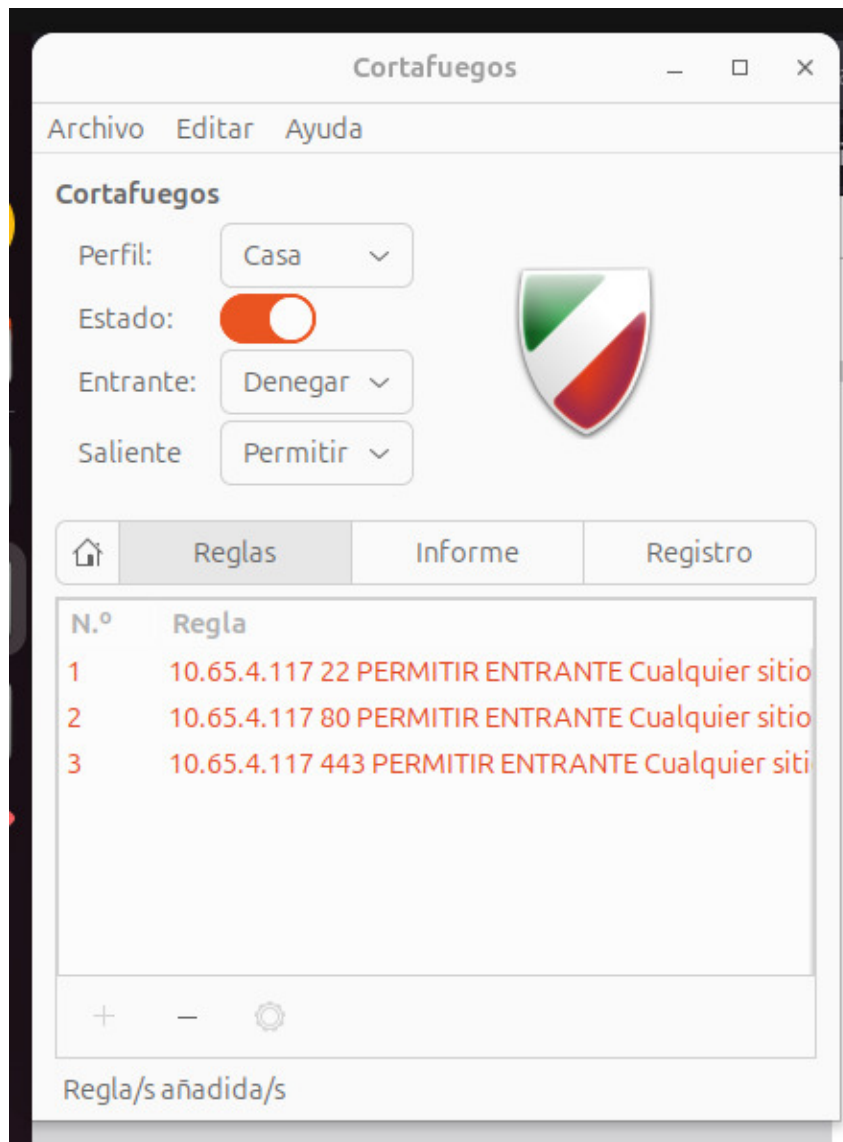 Cortafuegos
Archivo Editar Ayuda
Cortafuegos
Perfil: Casa
Estado:
Entrante: Denegar
Saliente Permitir
Reglas Informe Registro
N.º Regla
1 10.65.4.117 22 PERMITIR ENTRANTE Cualquier sitio
2 10.65.4.117 80 PERMITIR ENTRANTE Cualquier sitio
3 10.65.4.117 443 PERMITIR ENTRANTE Cualquier siti
Regla/s añadida/s